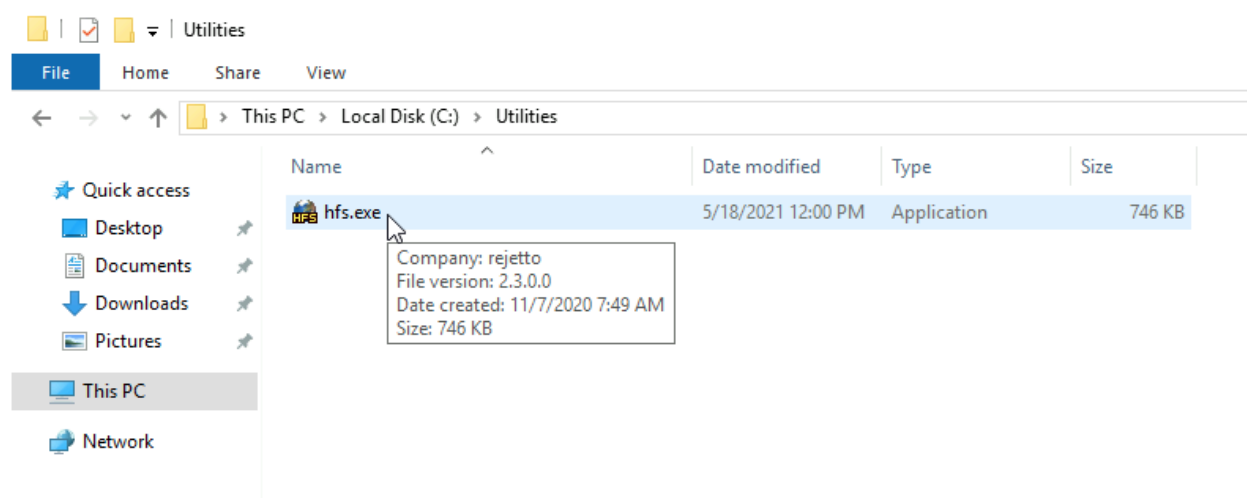 Utilities
File Home Share View
This PC > Local Disk (C:) > Utilities
Name Date modified Type Size
Quick access
hfs.exe 5/18/2021 12:00 PM Application 746 KB
HFS
Desktop
Company: rejetto
Documents
File version: 2.3.0.0
Downloads
Date created: 11/7/2020 7:49 AM
Size: 746 KB
Pictures
This PC
Network